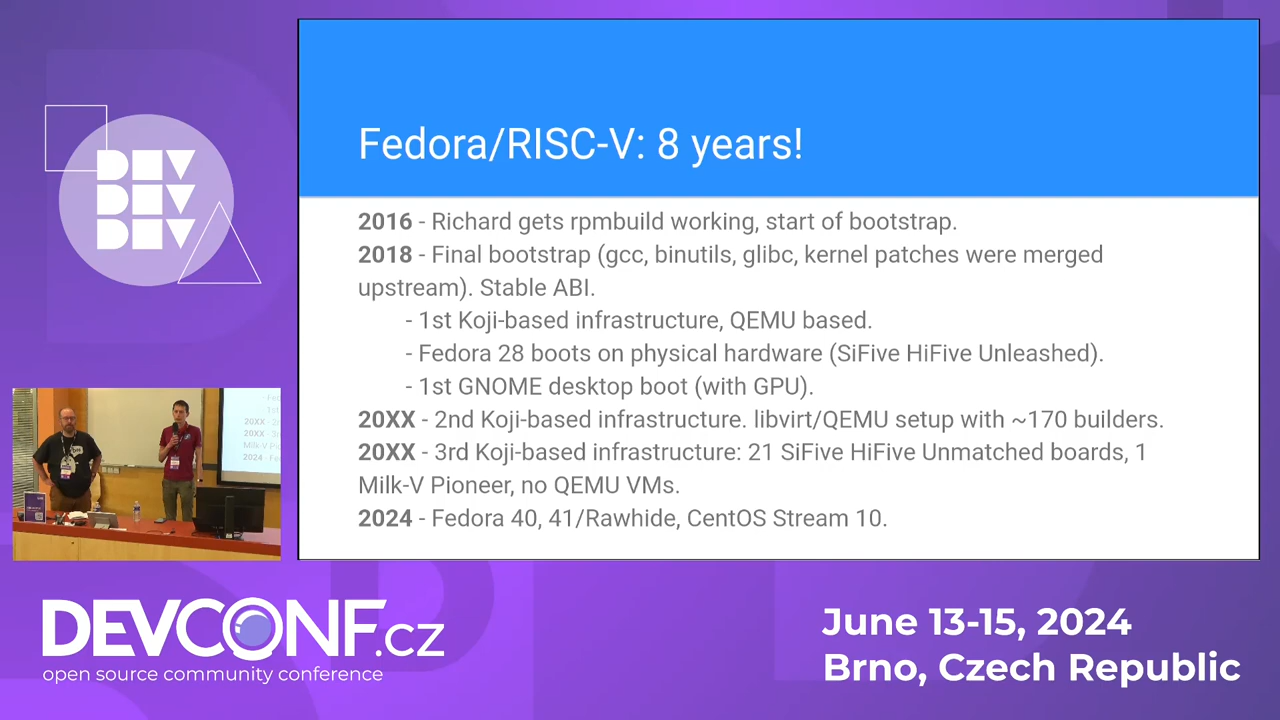 DEV
DEV
DEV
Fedora/RISC-V: 8 years!
2016 - Richard gets rpmbuild working, start of bootstrap.
2018 - Final bootstrap (gcc, binutils, glibc, kernel patches were merged
upstream). Stable ABI.
- 1st Koji-based infrastructure, QEMU based.
- Fedora 28 boots on physical hardware (SiFive HiFive Unleashed).
- 1st GNOME desktop boot (with GPU).
20XX - 2nd Koji-based infrastructure. libvirt/QEMU setup with ~170 builders.
20XX - 3rd Koji-based infrastructure: 21 SiFive HiFive Unmatched boards, 1
Milk-V Pioneer, no QEMU VMs.
2024 - Fedora 40, 41/Rawhide, CentOS Stream 10.
DEVCONF.cz
open source community conference
June 13-15, 2024
Brno, Czech Republic